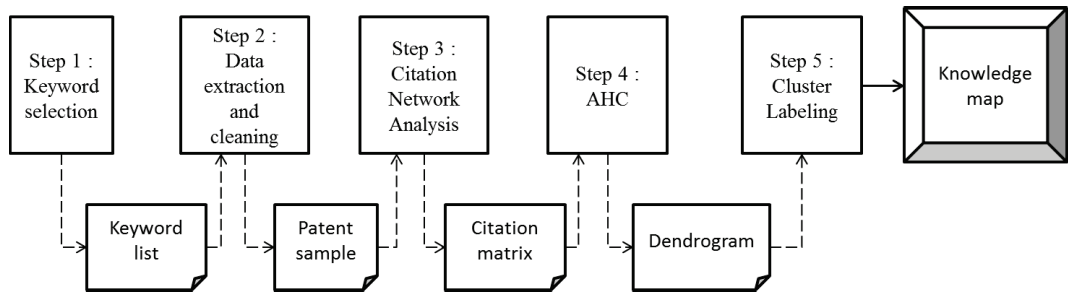 Step 1 :
Keyword
selection
Step 2 :
Data
extraction
and
cleaning
Step 3 :
Citation
Network
Analysis
Step 4 :
AHC
Step 5 :
Cluster
Labeling
Knowledge
map
Keyword
list
Patent
sample
Citation
matrix
Dendrogram